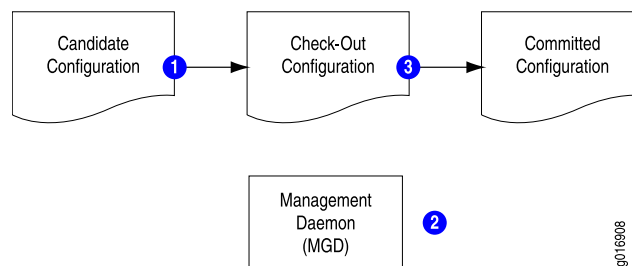 Candidate
Configuration
1
Check-Out
Configuration
3
Committed
Configuration
Management
Daemon
(MGD)
2
g016908